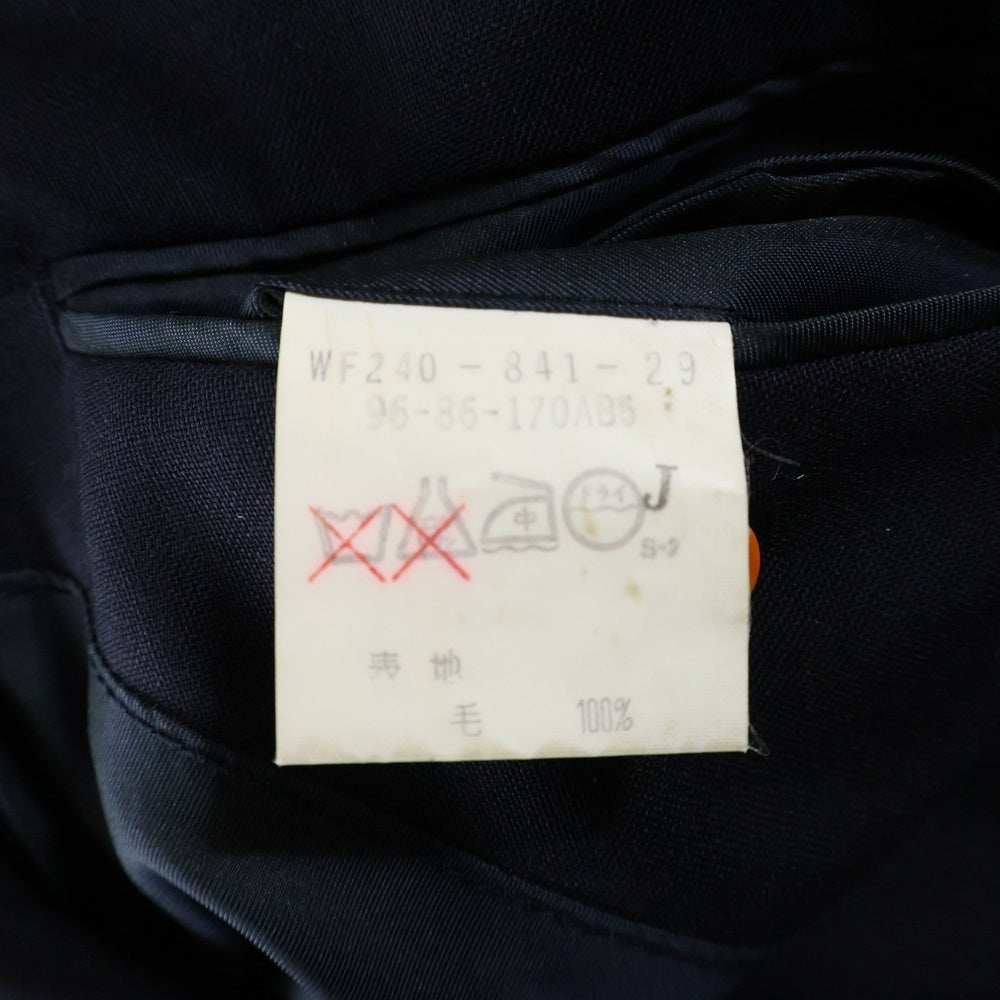 WF240-841-29
96-86-170AB5
中 ドライ J
S-2
表 地
毛 100%